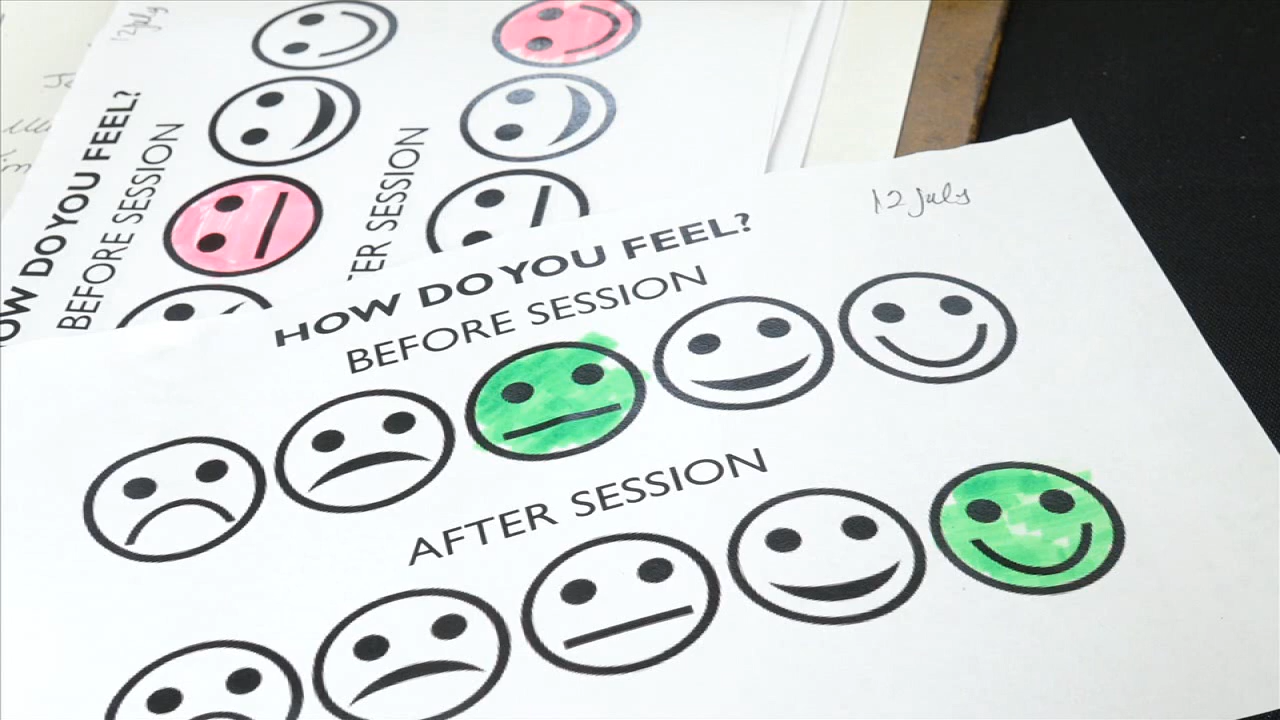 12 July
HOW DO YOU FEEL?
BEFORE SESSION
AFTER SESSION
12 July
HOW DO YOU FEEL?
BEFORE SESSION
TER SESSION